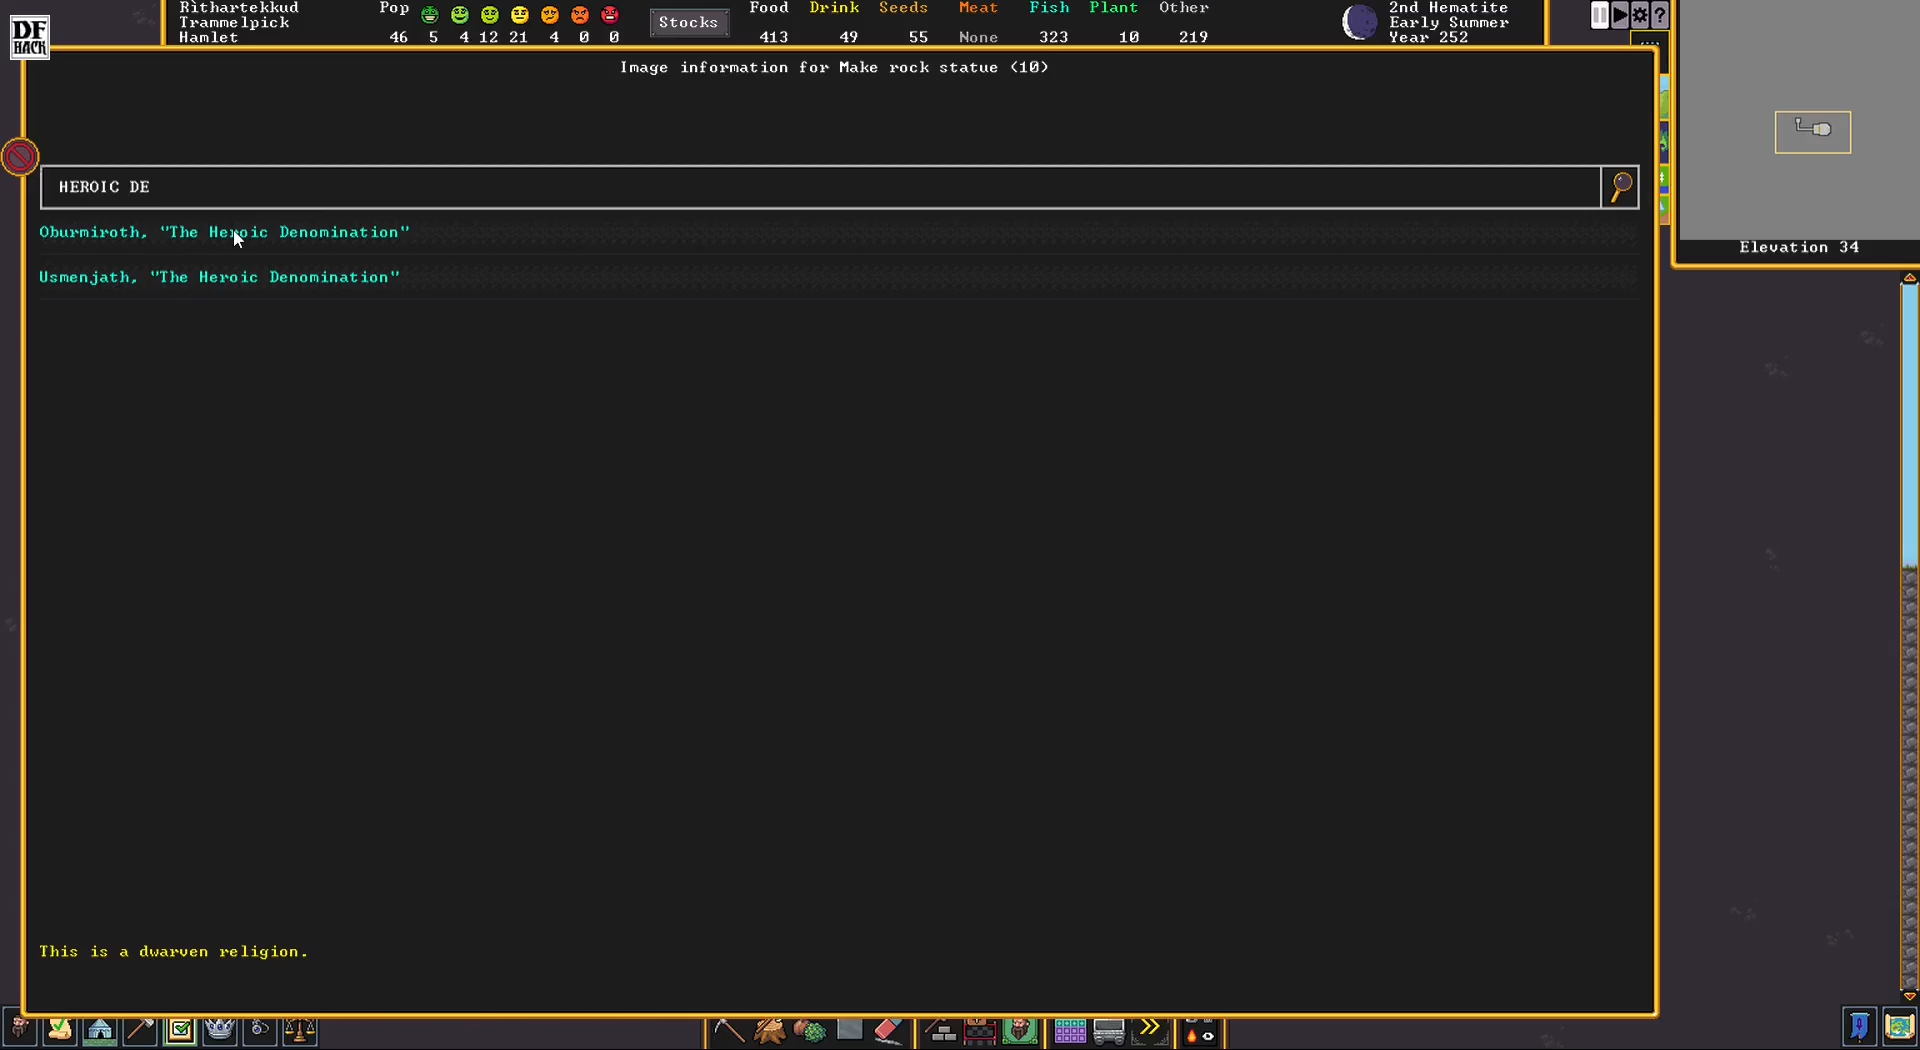 DF
HACK
Rithartekkud
Trammelpick
Hamlet
Pop
46 5 4 12 21 4 0 0
Stocks
Food Drink Seeds Meat Fish Plant Other
413 49 55 None 323 10 219
2nd Hematite
Early Summer
Year 252
?
Image information for Make rock statue (10)
HEROIC DE
Oburmiroth, "The Heroic Denomination"
Usmenjath, "The Heroic Denomination"
This is a dwarven religion.
Elevation 34